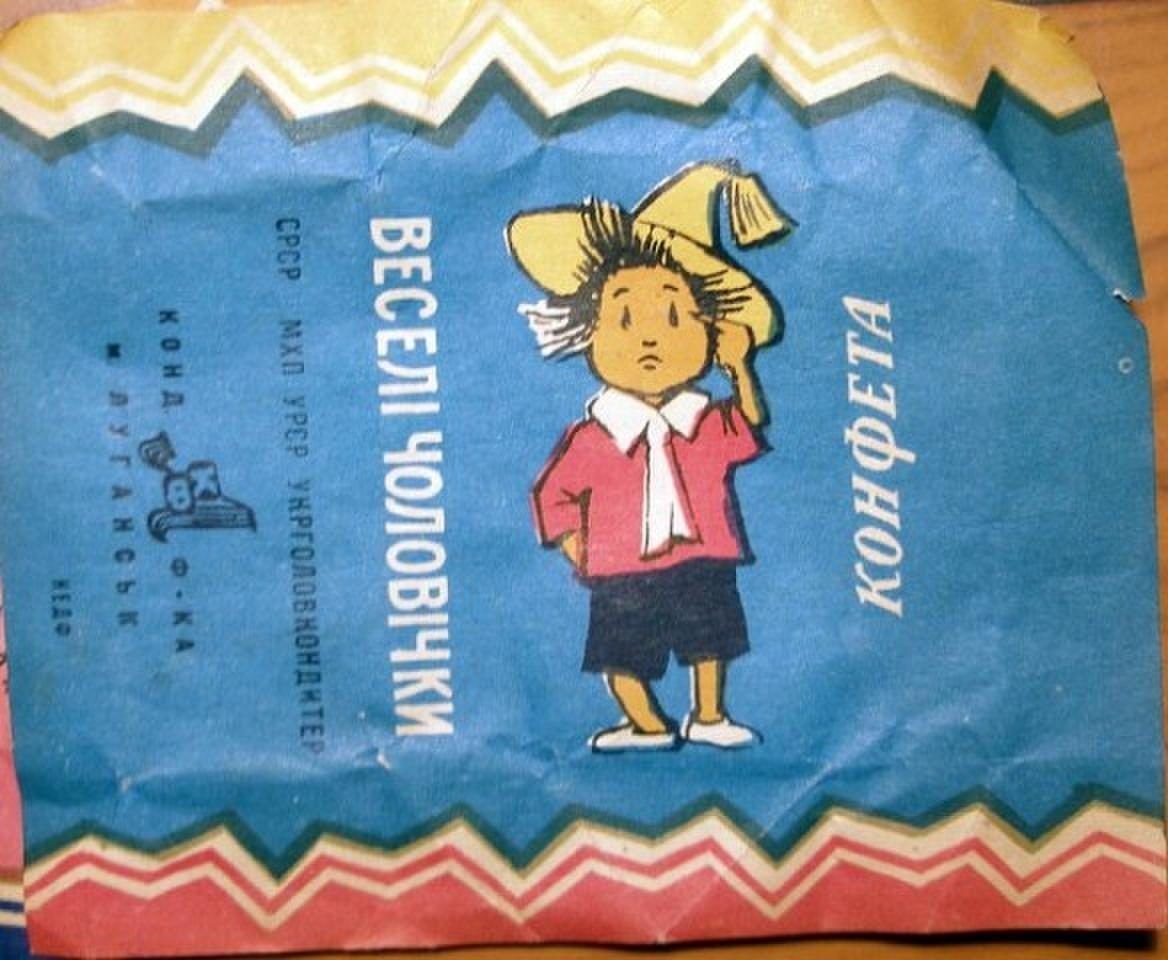 КОНФЕТА
ВЕСЕЛІ ЧОЛОВІЧКИ
СРСР МХП УРСР УКРГОЛОВКОНДИТЕР
КОНД Ф-КА
м ЛУГАНСЬК